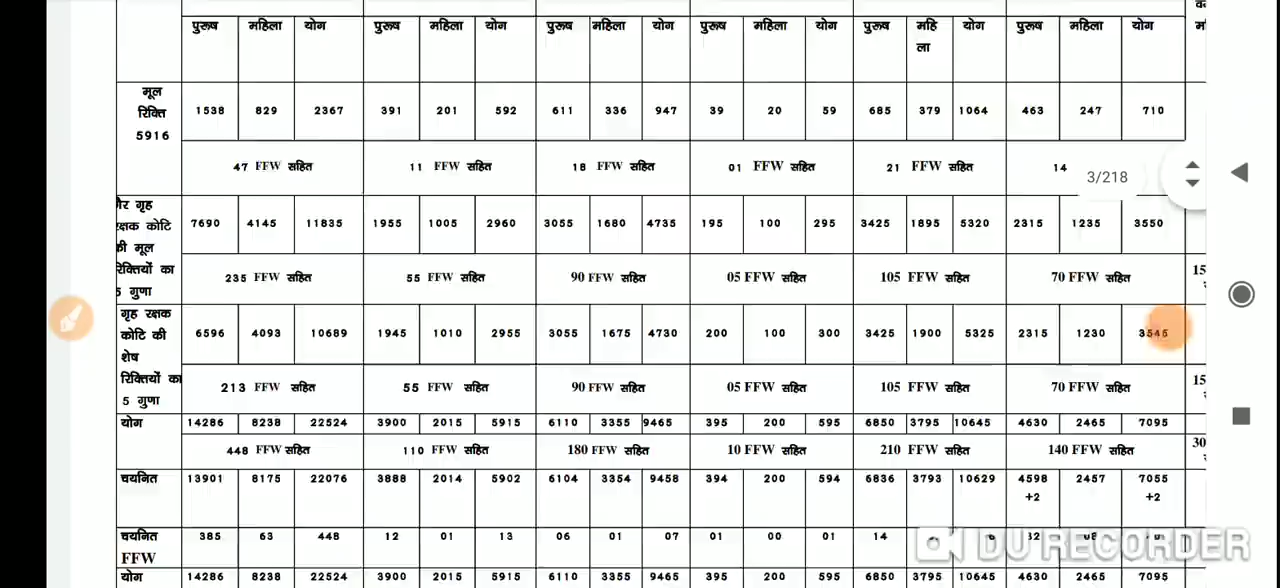 पुरूष महिला योग पुरूष महिला योग पुरूष महिला योग पुरूष महिला योग पुरूष महि योग पुरूष महिला योग
ला
मूल
रिक्ति
5916
1538 829 2367 391 201 592 611 336 947 39 20 59 685 379 1064 463 247 710
47 FFW सहित 11 FFW सहित 18 FFW सहित 01 FFW सहित 21 FFW सहित 14
3/218
गैर गृह
रक्षक कोटि
की मूल
रिक्तियों का
5 गुणा
7690 4145 11835 1955 1005 2960 3055 1680 4735 195 100 295 3425 1895 5320 2315 1235 3550
235 FFW सहित 55 FFW सहित 90 FFW सहित 05 FFW सहित 105 FFW सहित 70 FFW सहित 15
गृह रक्षक
कोटि की
शेष
रिक्तियों का
5 गुणा
6596 4093 10689 1945 1010 2955 3055 1675 4730 200 100 300 3425 1900 5325 2315 1230 3545
213 FFW सहित 55 FFW सहित 90 FFW सहित 05 FFW सहित 105 FFW सहित 70 FFW सहित 15
योग 14286 8238 22524 3900 2015 5915 6110 3355 9465 395 200 595 6850 3795 10645 4630 2465 7095
448 FFW सहित 110 FFW सहित 180 FFW सहित 10 FFW सहित 210 FFW सहित 140 FFW सहित 30
चयनित 13901 8175 22076 3888 2014 5902 6104 3354 9458 394 200 594 6836 3793 10629 4598 2457 7055
+2 +2
चयनित 385 63 448 12 01 13 06 01 07 01 00 01 14
FFW
DU RECORDER
योग 14286 8238 22524 3900 2015 5915 6110 3355 9465 395 200 595 6850 3795 10645 4630 2465 7095